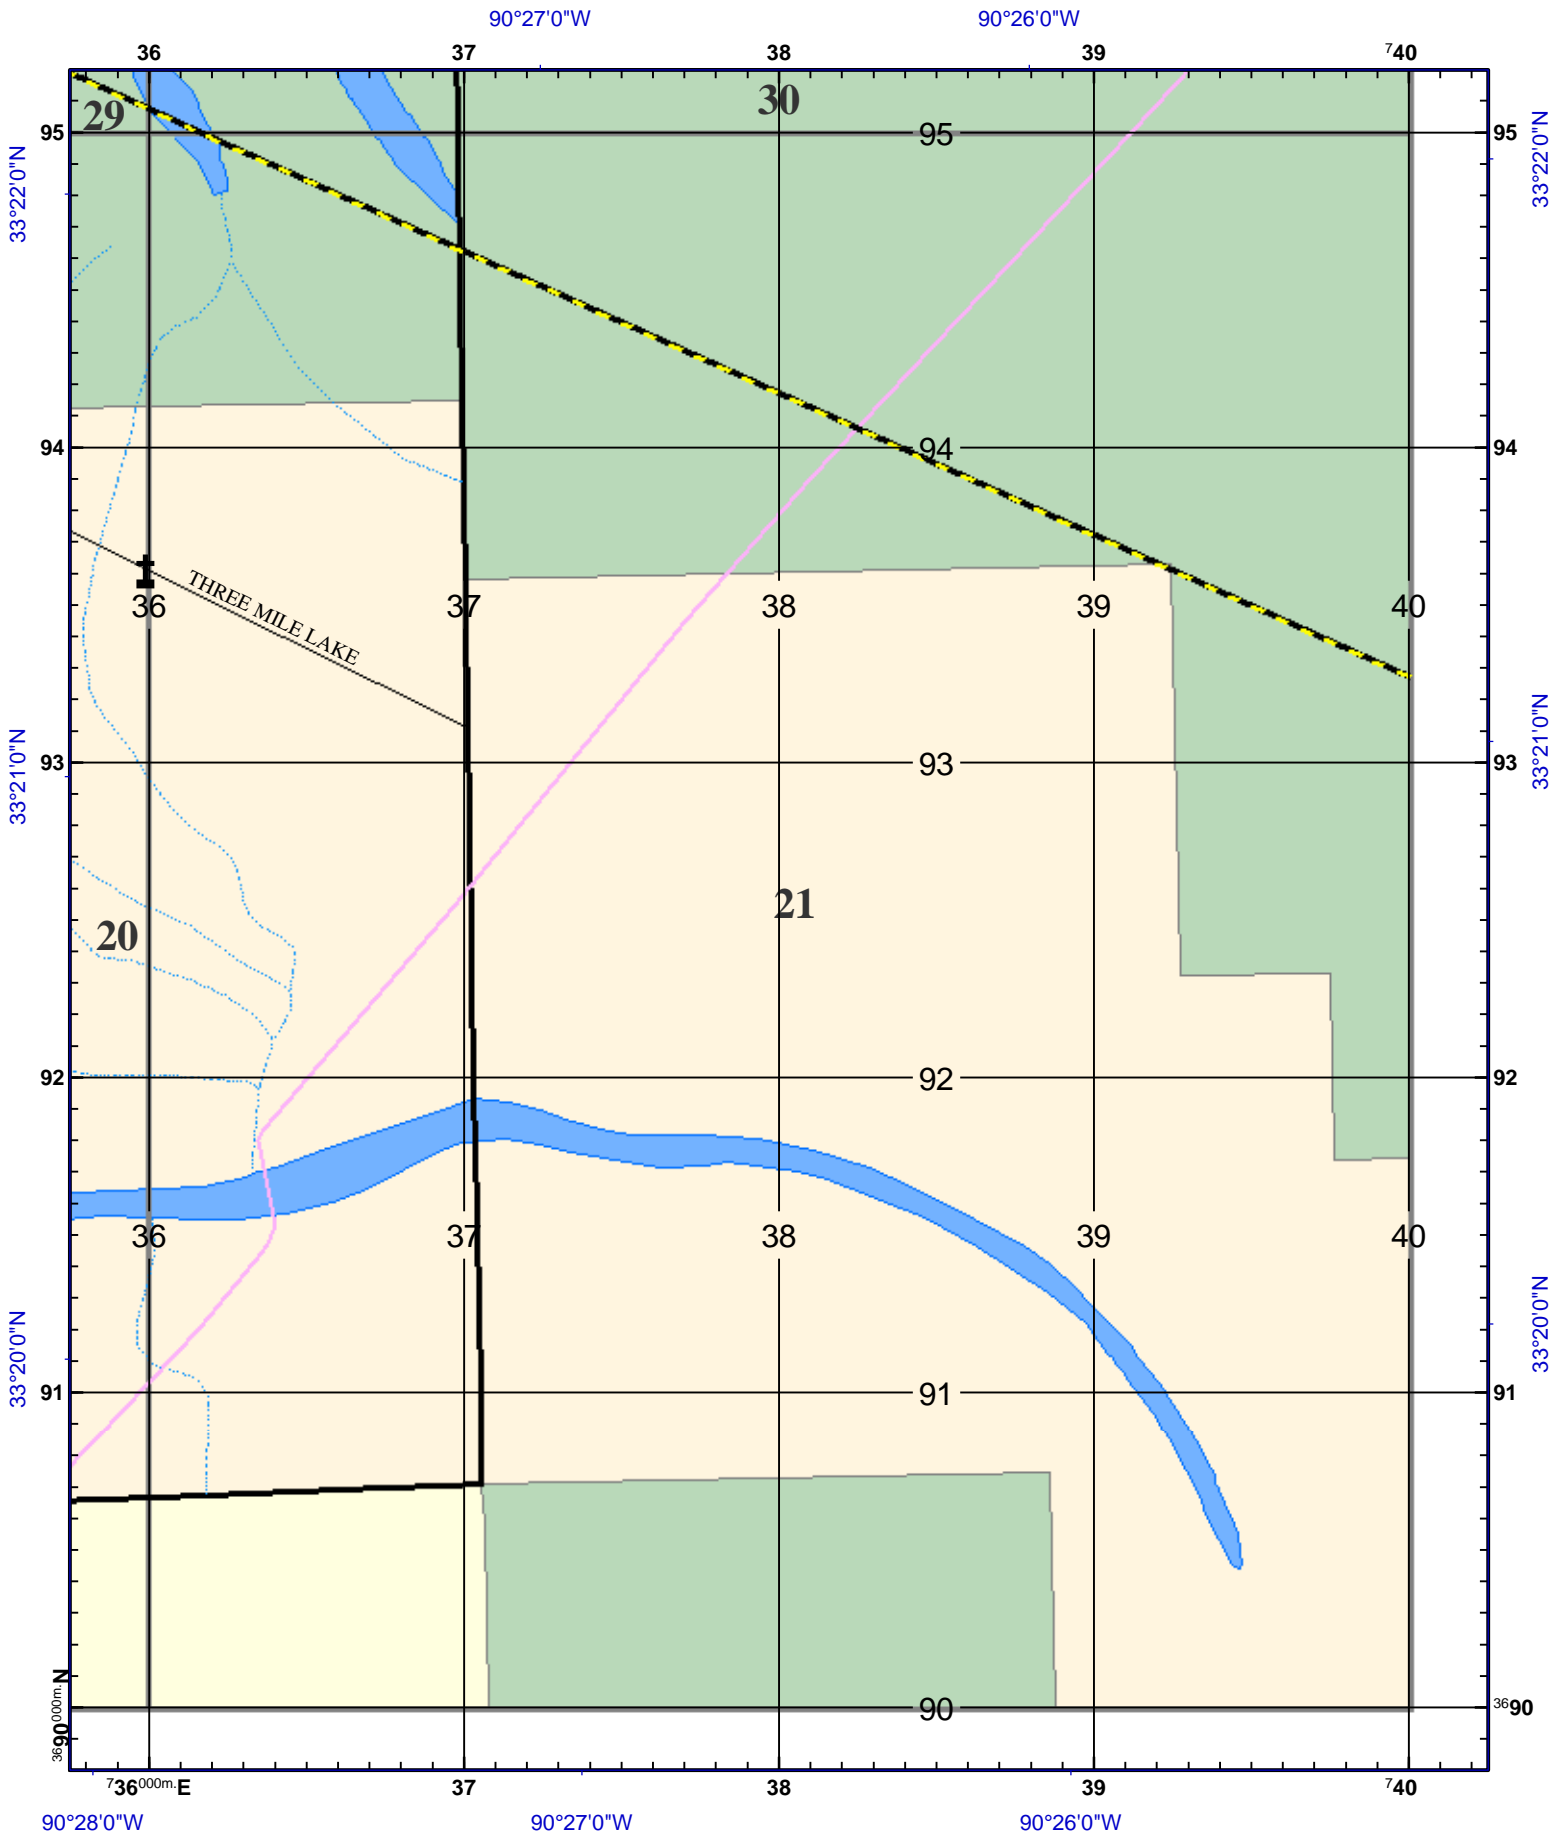 90°27'0"W 90°26'0"W
36 37 38 39 ⁷40
29 30
95 95 95
33°22'0"N 33°22'0"N
94 94 94
THREE MILE LAKE
36 37 38 39 40
33°21'0"N 33°21'0"N
93 93 93
21
20
92 92 92
36 37 38 39 40
33°20'0"N 33°20'0"N
91 91 91
³⁶90⁰⁰⁰ᵐ·N 90 ³⁶90
⁷36⁰⁰⁰ᵐ·E 37 38 39 ⁷40
90°28'0"W 90°27'0"W 90°26'0"W